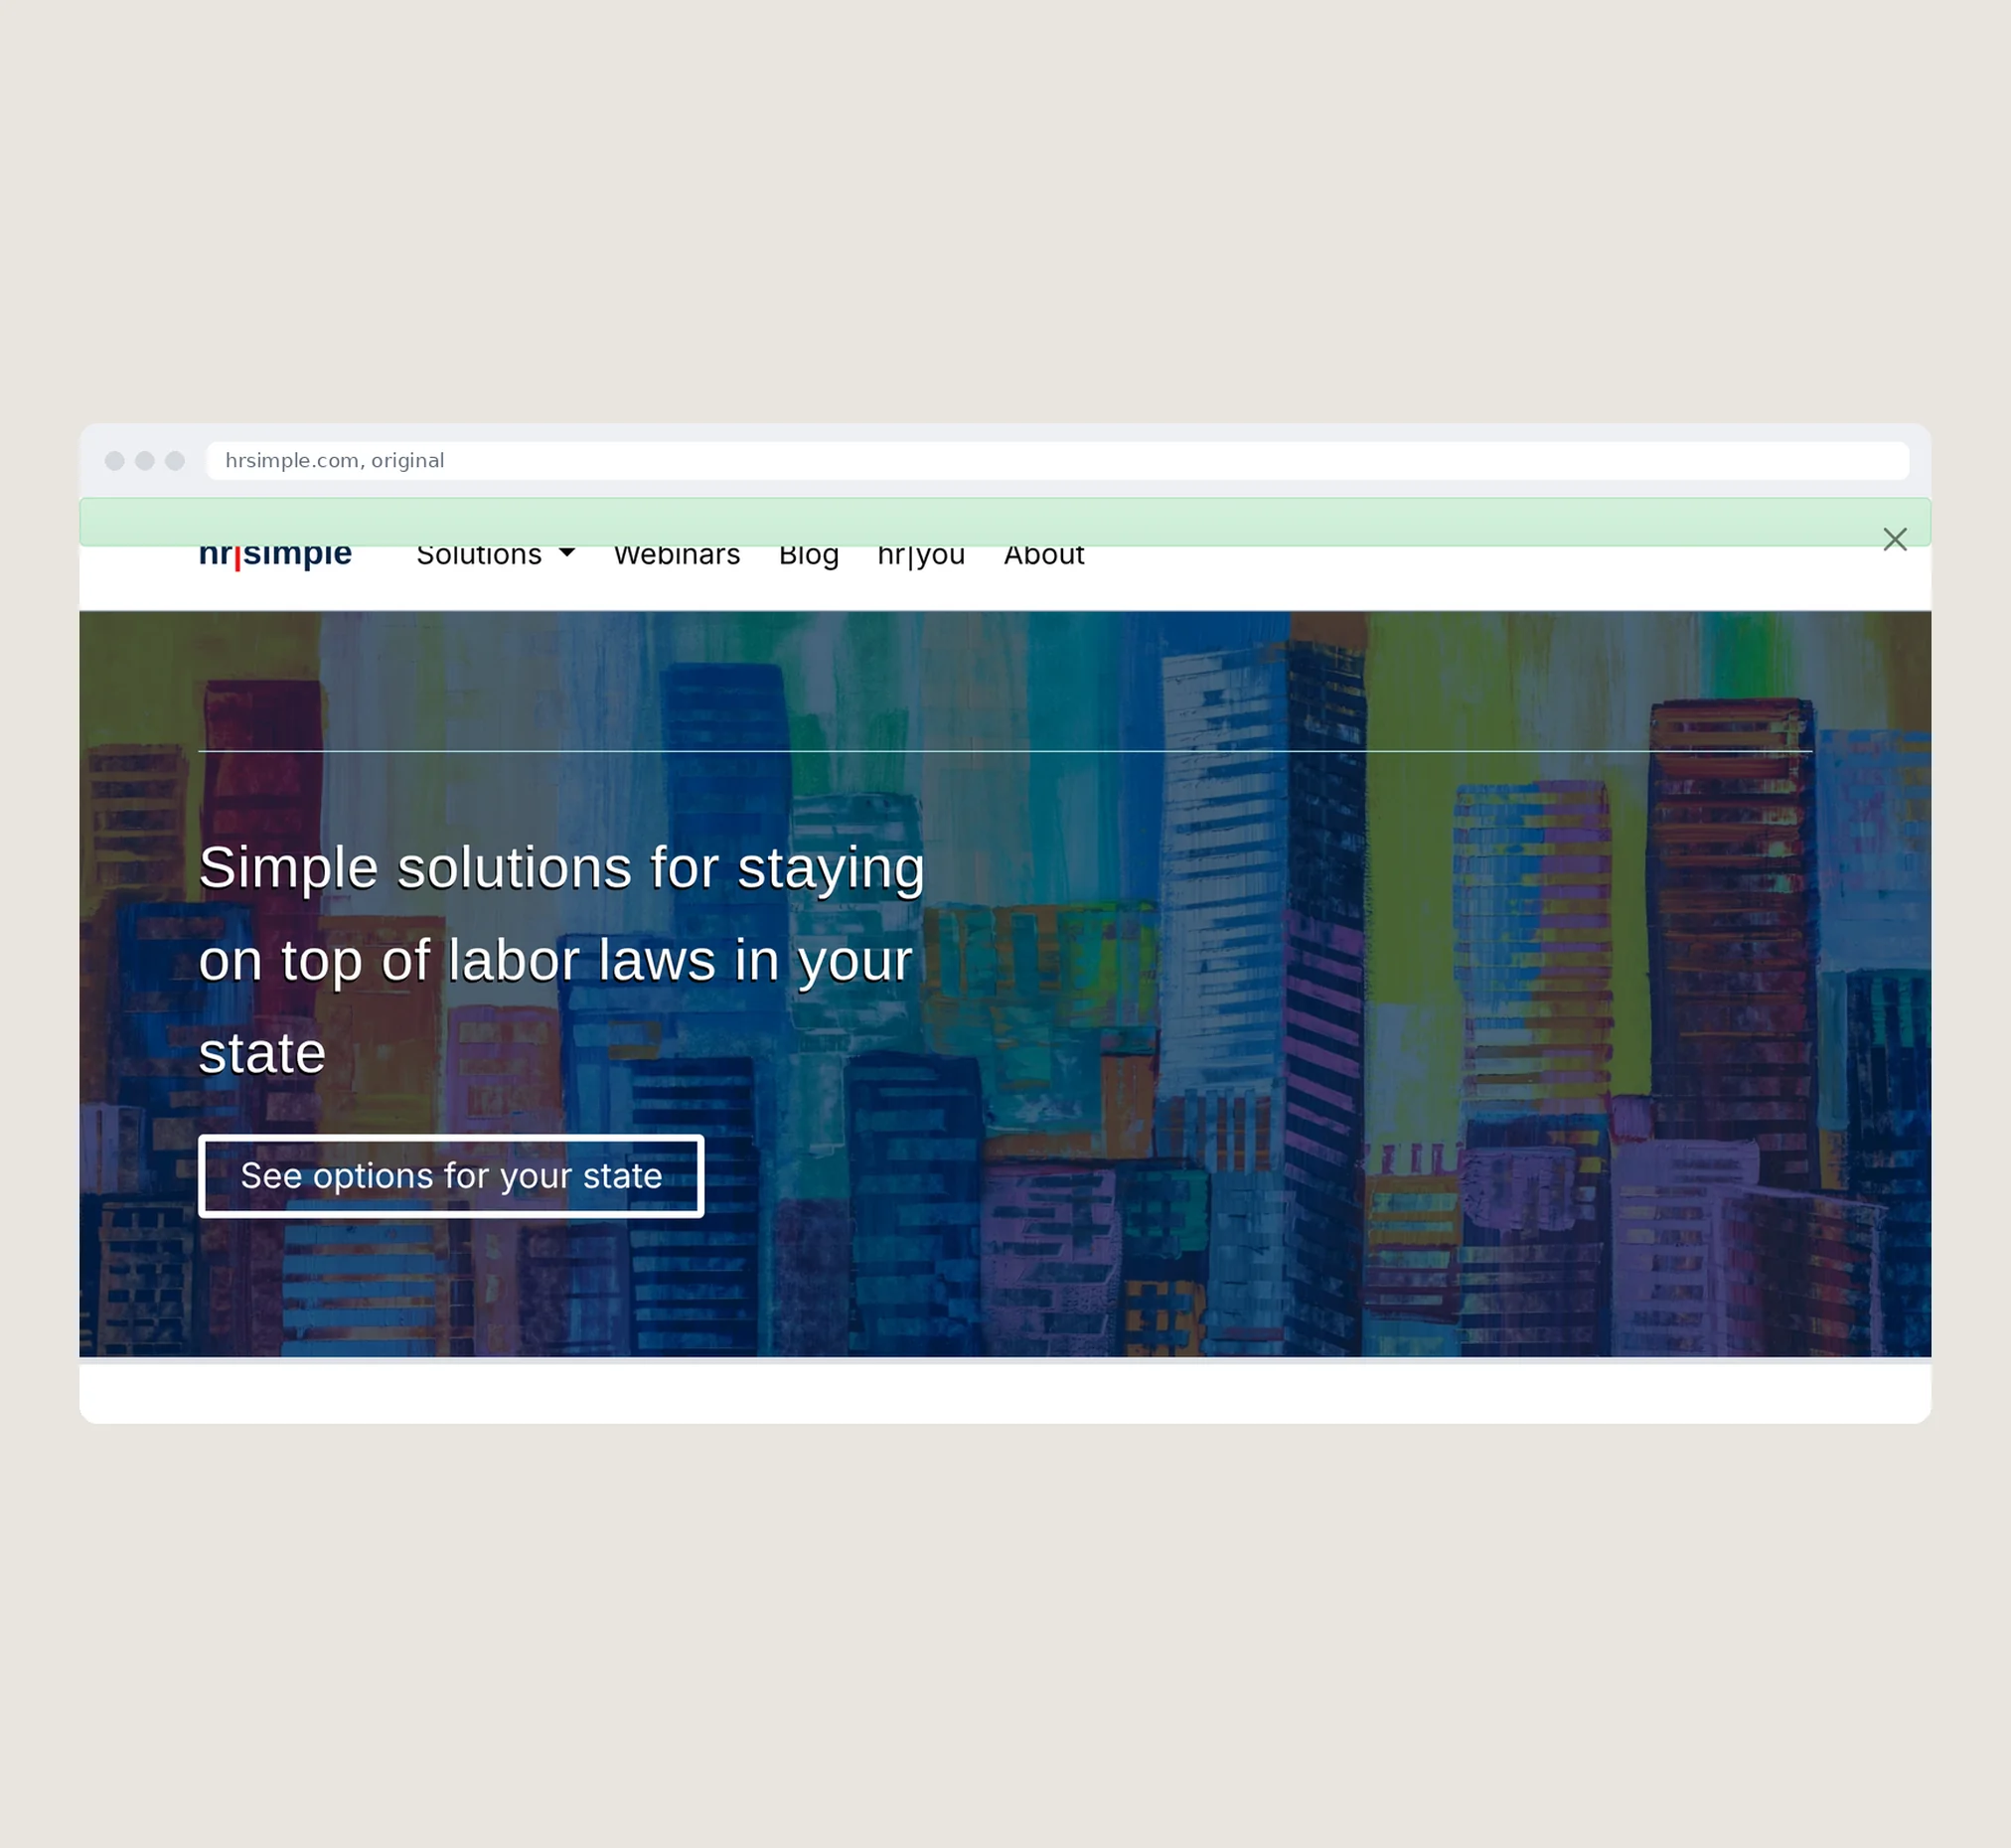 hrsimple.com, original
hr|simple Solutions Webinars Blog hr|you About
Simple solutions for staying
on top of labor laws in your
state
See options for your state